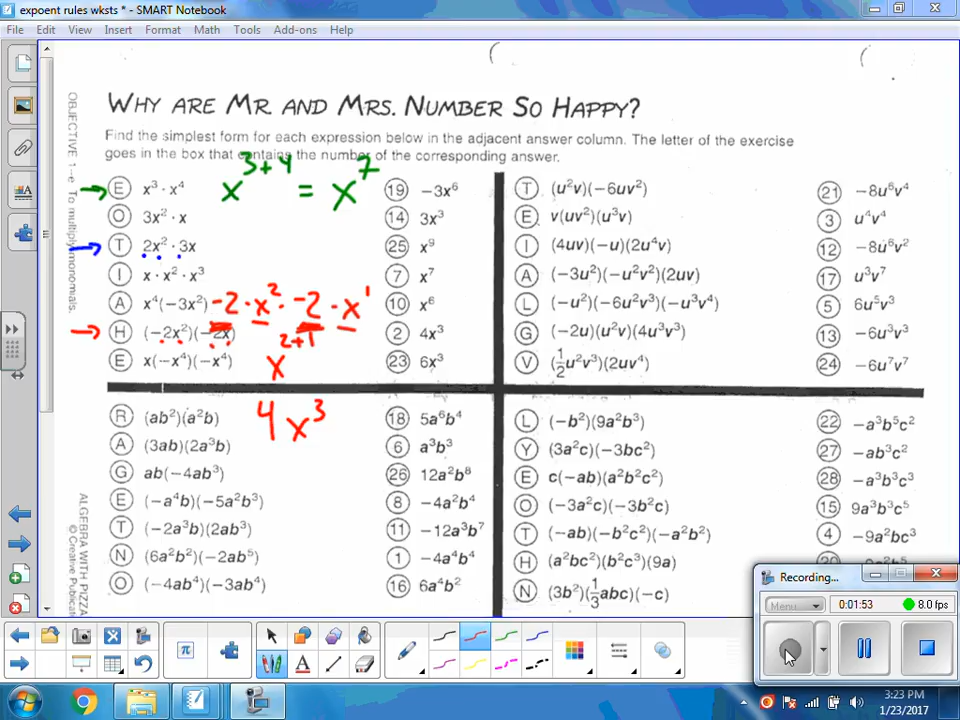 expoent rules wksts * - SMART Notebook
File Edit View Insert Format Math Tools Add-ons Help
OBJECTIVE 1–e: To multiply monomials.
ALGEBRA WITH PIZZA
© Creative Publicat
WHY ARE MR. AND MRS. NUMBER SO HAPPY?
Find the simplest form for each expression below in the adjacent answer column. The letter of the exercise
goes in the box that contains the number of the corresponding answer.
x³⁺⁴ = x⁷
-2 · x² · -2 · x¹
x²⁺¹
4x³
E x³ · x⁴
O 3x² · x
T 2x² · 3x
I x · x² · x³
A x⁴(−3x²)
H (−2x²)(−2x)
E x(−x⁴)(−x⁴)
19 −3x⁶
14 3x³
25 x⁹
7 x⁷
10 x⁶
2 4x³
23 6x³
T (u²v)(−6uv²)
E v(uv²)(u³v)
I (4uv)(−u)(2u⁴v)
A (−3u²)(−u²v²)(2uv)
L (−u²)(−6u²v³)(−u³v⁴)
G (−2u)(u²v)(4u³v³)
V (½u²v³)(2uv⁴)
21 −8u⁶v⁴
3 u⁴v⁴
12 −8u⁶v²
17 u³v⁷
5 6u⁵v³
13 −6u³v³
24 −6u⁷v⁷
R (ab²)(a²b)
A (3ab)(2a³b)
G ab(−4ab³)
E (−a⁴b)(−5a²b³)
T (−2a³b)(2ab³)
N (6a²b²)(−2ab⁵)
O (−4ab⁴)(−3ab⁴)
18 5a⁶b⁴
6 a³b³
26 12a²b⁸
8 −4a²b⁴
11 −12a³b⁷
1 −4a⁴b⁴
16 6a⁴b²
L (−b²)(9a²b³)
Y (3a²c)(−3bc²)
E c(−ab)(a²b²c²)
O (−3a²c)(−3b²c)
T (−ab)(−b²c²)(−a²b²)
H (a²bc²)(b²c³)(9a)
N (3b²)(⅓abc)(−c)
22 −a³b⁵c²
27 −ab³c²
28 −a³b³c³
15 9a³b³c⁵
4 −9a²bc³
Recording...
Menu
0:01:53
8.0 fps
3:23 PM
1/23/2017